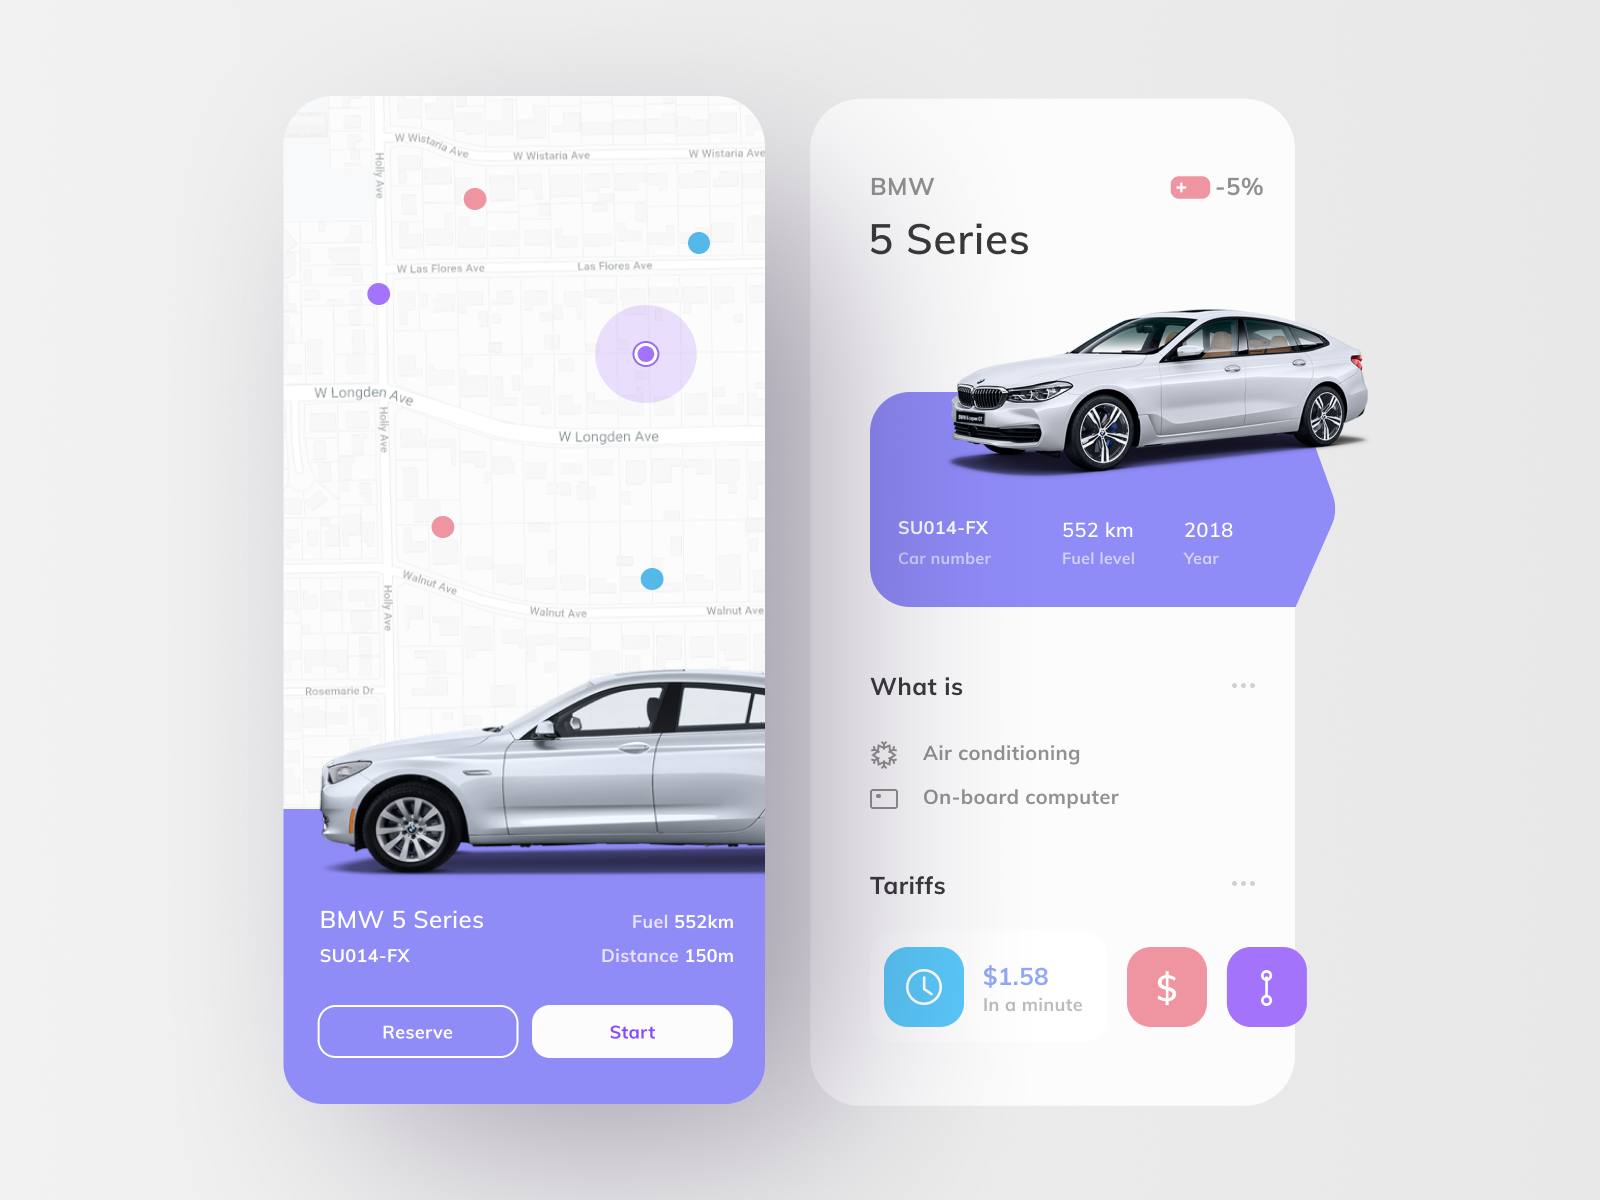 W Wistaria Ave
W Wistaria Ave
W Wistaria Ave
Holly Ave
W Las Flores Ave
Las Flores Ave
W Longden Ave
Holly Ave
W Longden Ave
Walnut Ave
Holly Ave
Walnut Ave
Walnut Ave
Rosemarie Dr
BMW 5 Series
Fuel 552km
SU014-FX
Distance 150m
Reserve
Start
BMW
-5%
5 Series
SU014-FX
552 km
2018
Car number
Fuel level
Year
What is
Air conditioning
On-board computer
Tariffs
$1.58
In a minute
$